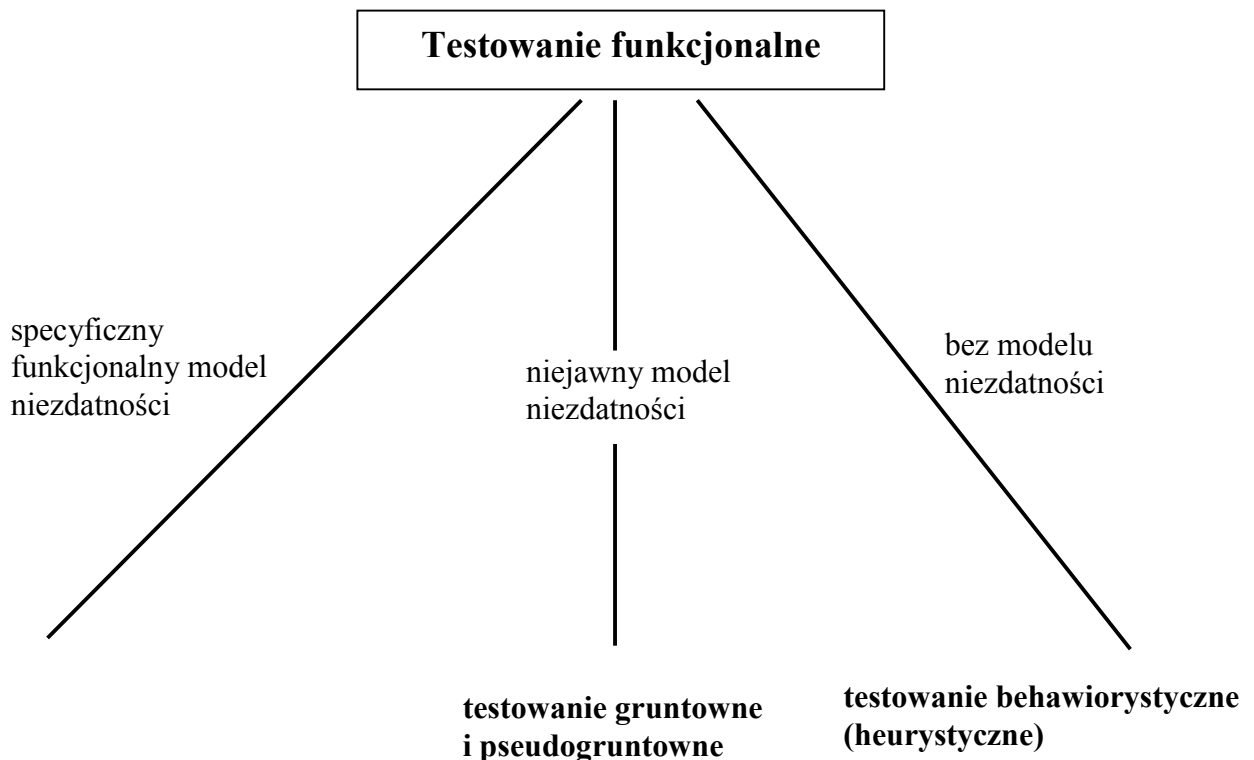 Testowanie funkcjonalne
specyficzny
funkcjonalny model
niezdatności
niejawny model
niezdatności
bez modelu
niezdatności
testowanie gruntowne
i pseudogruntowne
testowanie behawiorystyczne
(heurystyczne)